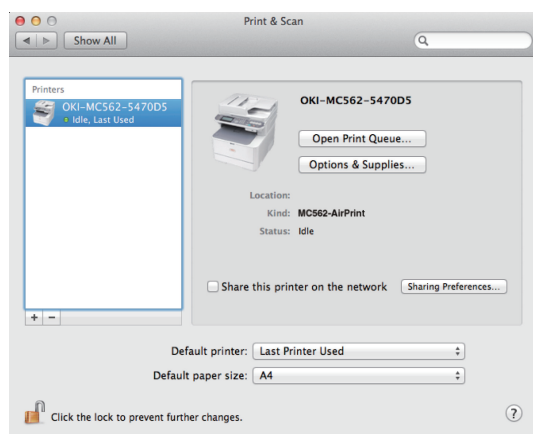 Print & Scan
Show All
Printers
OKI-MC562-5470D5
Idle, Last Used
OKI-MC562-5470D5
Open Print Queue...
Options & Supplies...
Location:
Kind: MC562-AirPrint
Status: Idle
Share this printer on the network Sharing Preferences...
+ −
Default printer: Last Printer Used
Default paper size: A4
Click the lock to prevent further changes. ?